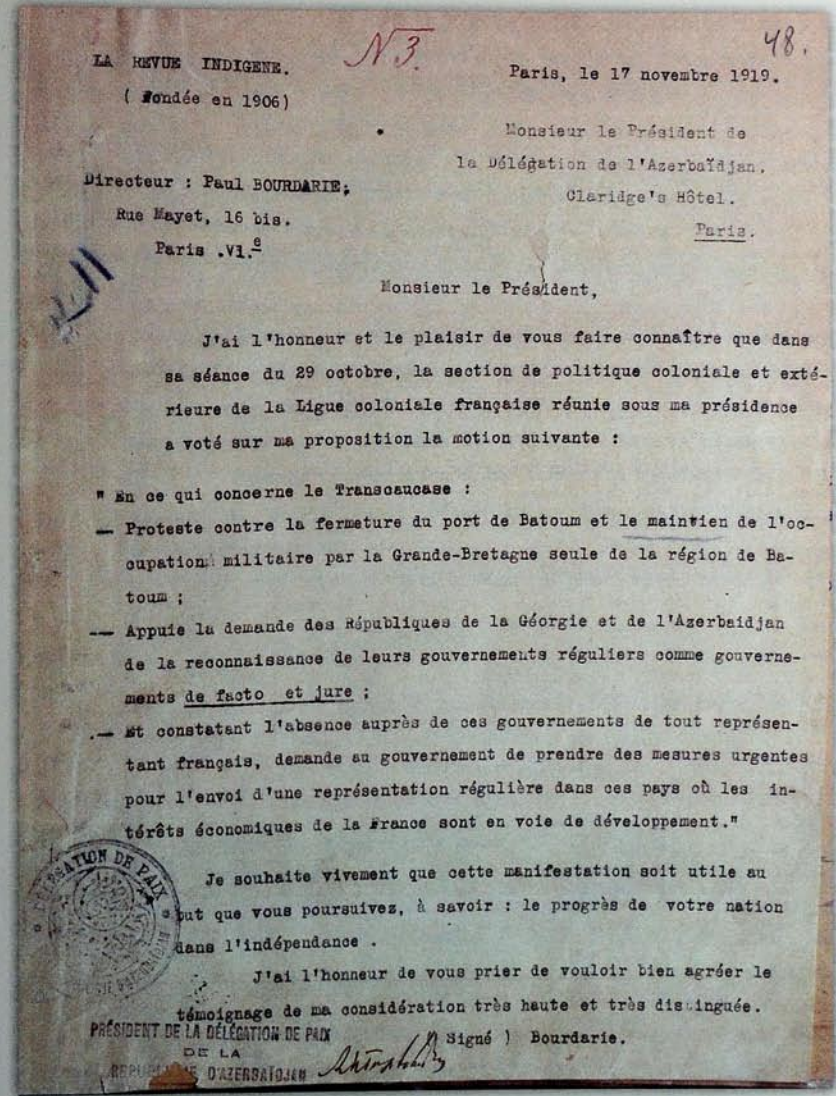 N 3.
48.
LA REVUE INDIGENE.
( Fondée en 1906)
Paris, le 17 novembre 1919.
Monsieur le Président de
la Délégation de l'Azerbaïdjan.
Claridge's Hôtel.
Paris.
Directeur : Paul BOURDARIE;
Rue Mayet, 16 bis.
Paris .VI.e
Monsieur le Président,
J'ai l'honneur et le plaisir de vous faire connaître que dans
sa séance du 29 octobre, la section de politique coloniale et exté-
rieure de la Ligue coloniale française réunie sous ma présidence
a voté sur ma proposition la motion suivante :
" En ce qui concerne le Transcaucase :
— Proteste contre la fermeture du port de Batoum et le maintien de l'oc-
cupation militaire par la Grande-Bretagne seule de la région de Ba-
toum ;
— Appuie la demande des Républiques de la Géorgie et de l'Azerbaidjan
de la reconnaissance de leurs gouvernements réguliers comme gouverne-
ments de facto et jure ;
.— Et constatant l'absence auprès de ces gouvernements de tout représen-
tant français, demande au gouvernement de prendre des mesures urgentes
pour l'envoi d'une représentation régulière dans ces pays où les in-
térêts économiques de la France sont en voie de développement."
Je souhaite vivement que cette manifestation soit utile au
but que vous poursuivez, à savoir : le progrès de votre nation
dans l'indépendance .
J'ai l'honneur de vous prier de vouloir bien agréer le
témoignage de ma considération très haute et très distinguée.
( Signé ) Bourdarie.
DE PAIX
PRÉSIDENT DE LA DÉLÉGATION DE PAIX
DE LA
REPUBLIQUE D'AZERBAÏDJAN